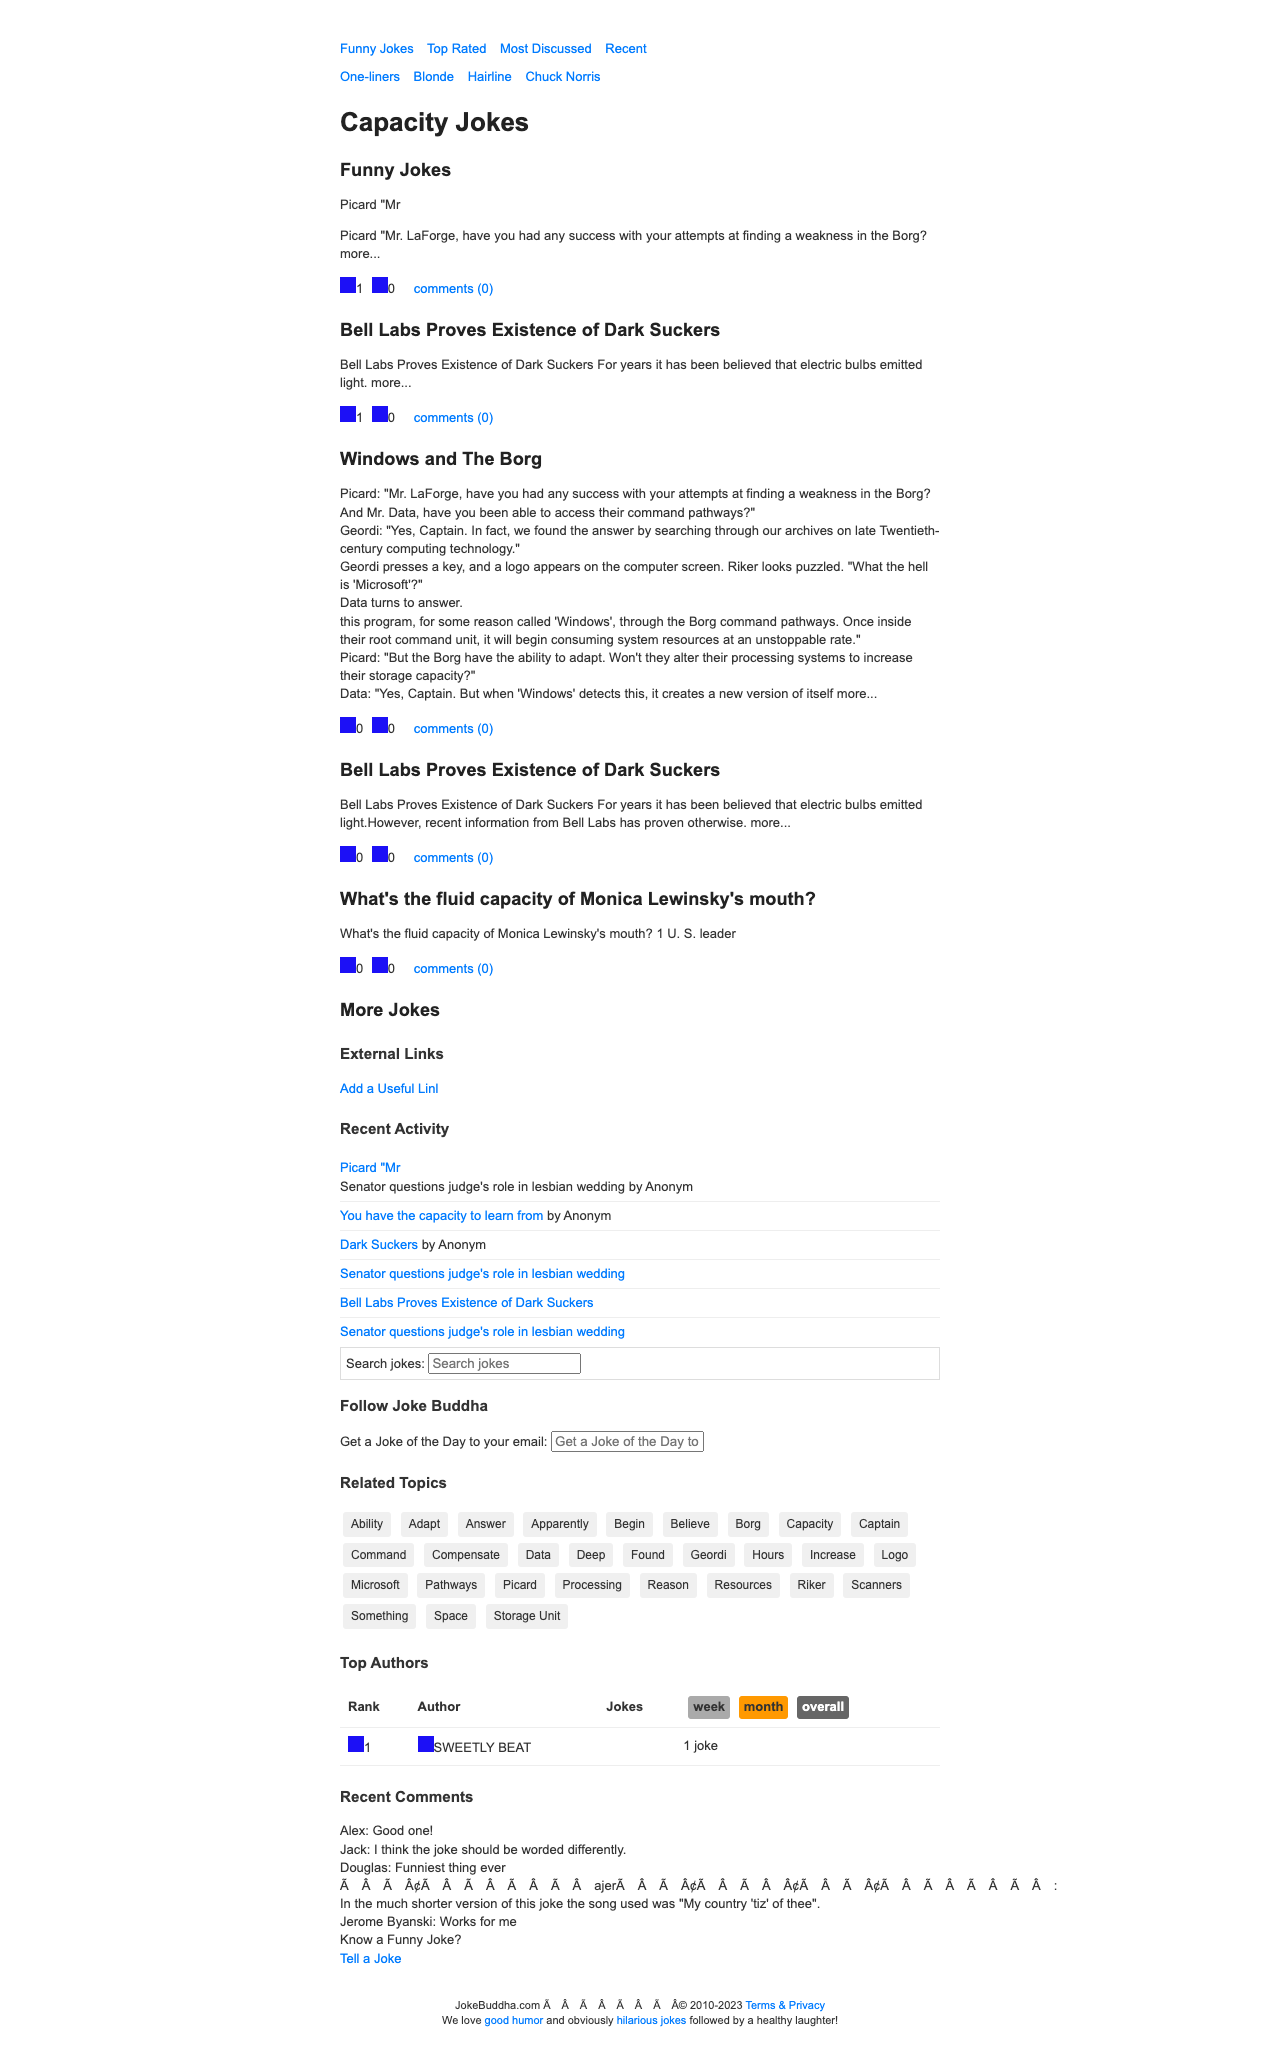 Funny Jokes Top Rated Most Discussed Recent
One-liners Blonde Hairline Chuck Norris
Capacity Jokes
Funny Jokes
Picard "Mr
Picard "Mr. LaForge, have you had any success with your attempts at finding a weakness in the Borg?
more...
1 0 comments (0)
Bell Labs Proves Existence of Dark Suckers
Bell Labs Proves Existence of Dark Suckers For years it has been believed that electric bulbs emitted
light. more...
1 0 comments (0)
Windows and The Borg
Picard: "Mr. LaForge, have you had any success with your attempts at finding a weakness in the Borg?
And Mr. Data, have you been able to access their command pathways?"
Geordi: "Yes, Captain. In fact, we found the answer by searching through our archives on late Twentieth-
century computing technology."
Geordi presses a key, and a logo appears on the computer screen. Riker looks puzzled. "What the hell
is 'Microsoft'?"
Data turns to answer.
this program, for some reason called 'Windows', through the Borg command pathways. Once inside
their root command unit, it will begin consuming system resources at an unstoppable rate."
Picard: "But the Borg have the ability to adapt. Won't they alter their processing systems to increase
their storage capacity?"
Data: "Yes, Captain. But when 'Windows' detects this, it creates a new version of itself more...
0 0 comments (0)
Bell Labs Proves Existence of Dark Suckers
Bell Labs Proves Existence of Dark Suckers For years it has been believed that electric bulbs emitted
light.However, recent information from Bell Labs has proven otherwise. more...
0 0 comments (0)
What's the fluid capacity of Monica Lewinsky's mouth?
What's the fluid capacity of Monica Lewinsky's mouth? 1 U. S. leader
0 0 comments (0)
More Jokes
External Links
Add a Useful Linl
Recent Activity
Picard "Mr
Senator questions judge's role in lesbian wedding by Anonym
You have the capacity to learn from by Anonym
Dark Suckers by Anonym
Senator questions judge's role in lesbian wedding
Bell Labs Proves Existence of Dark Suckers
Senator questions judge's role in lesbian wedding
Search jokes: Search jokes
Follow Joke Buddha
Get a Joke of the Day to your email: Get a Joke of the Day to
Related Topics
Ability Adapt Answer Apparently Begin Believe Borg Capacity Captain
Command Compensate Data Deep Found Geordi Hours Increase Logo
Microsoft Pathways Picard Processing Reason Resources Riker Scanners
Something Space Storage Unit
Top Authors
Rank Author Jokes week month overall
1 SWEETLY BEAT 1 joke
Recent Comments
Alex: Good one!
Jack: I think the joke should be worded differently.
Douglas: Funniest thing ever
Ã Â Ã Â¢Ã Â Ã Â Ã Â Ã Â ajerÃ Â Ã Â¢Ã Â Ã Â Â¢Ã Â Ã Â¢Ã Â Ã Â Ã Â Ã Â :
In the much shorter version of this joke the song used was "My country 'tiz' of thee".
Jerome Byanski: Works for me
Know a Funny Joke?
Tell a Joke
JokeBuddha.com Ã Â Ã Â Ã Â Ã Â© 2010-2023 Terms & Privacy
We love good humor and obviously hilarious jokes followed by a healthy laughter!